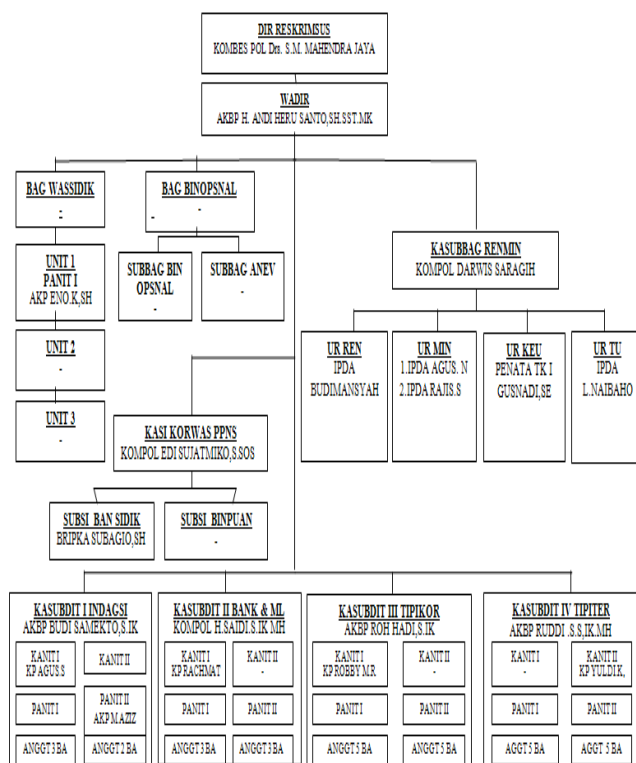 DIR RESKRIMSUS
KOMBES POL Drs. S.M. MAHENDRA JAYA
WADIR
AKBP H. ANDI HERU SANTO,SH.SST.MK
BAG WASSIDIK
-
BAG BINOPSNAL
-
-
UNIT 1
PANIT I
AKP ENO.K,SH
SUBBAG BIN
OPSNAL
-
SUBBAG ANEV
-
KASUBBAG RENMIN
KOMPOL DARWIS SARAGIH
UNIT 2
-
UR REN
IPDA
BUDIMANSYAH
UR MIN
1.IPDA AGUS. N
2.IPDA RAJIS.S
UR KEU
PENATA TK I
GUSNADI,SE
UR TU
IPDA
L.NAIBAHO
UNIT 3
-
KASI KORWAS PPNS
KOMPOL EDI SUJATMIKO,S.SOS
SUBSI BAN SIDIK
BRIPKA SUBAGIO,SH
SUBSI BINPUAN
-
KASUBDIT I INDAGSI
AKBP BUDI SAMEKTO,S.IK
KANIT I
KP AGUS.S
KANIT II
PANIT I
PANIT II
AKP M.AZIZ
ANGGT 3 BA
ANGGT 2 BA
KASUBDIT II BANK & ML
KOMPOL H.SAIDI.S.IK MH
KANIT I
KP RACHMAT
KANIT II
-
PANIT I
PANIT II
ANGGT 3 BA
ANGGT 3 BA
KASUBDIT III TIPIKOR
AKBP ROH HADI,S.IK
KANIT I
KP ROBBY M.R
KANIT II
-
PANIT I
PANIT II
ANGGT 5 BA
ANGGT 5 BA
KASUBDIT IV TIPITER
AKBP RUDDI .S.S,IK.MH
KANIT I
-
KANIT II
KP YULDI.K,
PANIT I
PANIT II
AGGT 5 BA
AGGT 5 BA